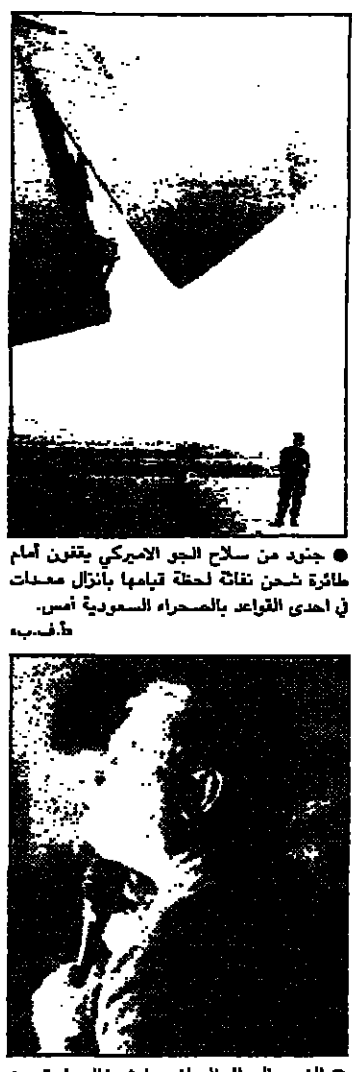 ● جنود من سلاح الجو الاميركي يقفون أمام
طائرة شحن نفاثة لحظة قيامها بانزال معدات
في احدى القواعد بالصحراء السعودية أمس.
«أ.ف.ب»